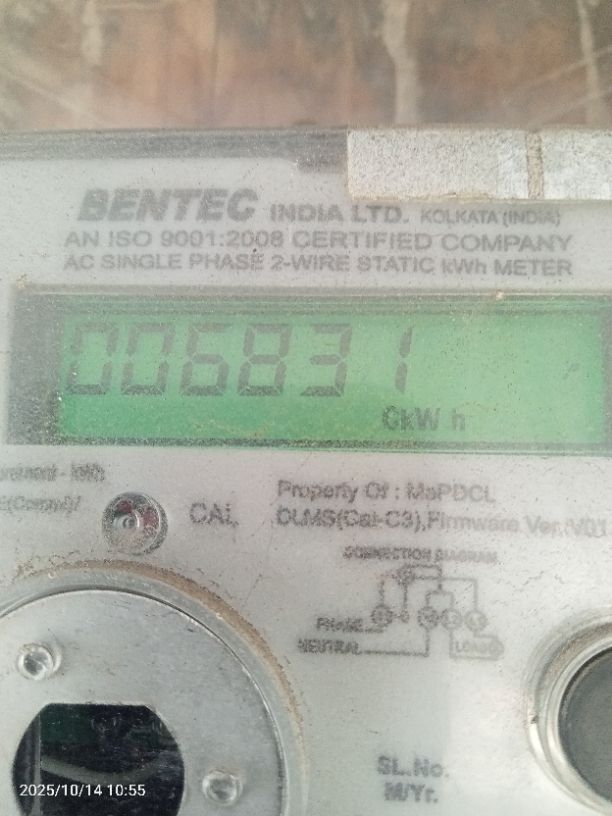 BENTEC INDIA LTD. KOLKATA (INDIA)
AN ISO 9001:2008 CERTIFIED COMPANY
AC SINGLE PHASE 2-WIRE STATIC kWh METER
006831
CkW h
kWh
CAL
Property Of : MsPDCL
DLMS(Cat-C3),Firmware Ver.:V01
CONNECTION DIAGRAM
PHASE
NEUTRAL
LOAD
SL.No.
M/Yr.
2025/10/14 10:55